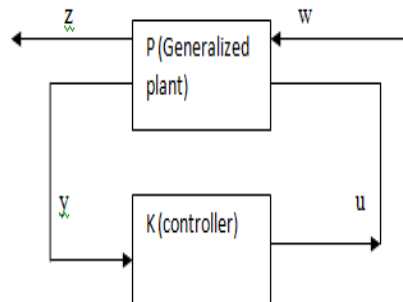 z
w
P(Generalized
plant)
y
u
K(controller)